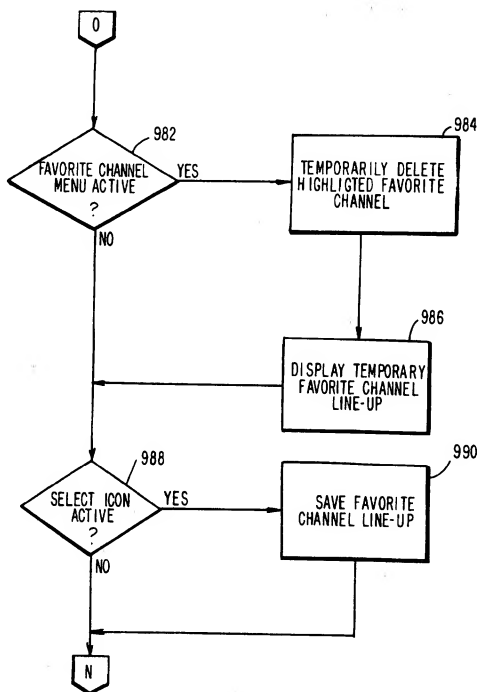 O
982
FAVORITE CHANNEL
MENU ACTIVE
?
YES
NO
984
TEMPORARILY DELETE
HIGHLIGTED FAVORITE
CHANNEL
986
DISPLAY TEMPORARY
FAVORITE CHANNEL
LINE-UP
988
SELECT ICON
ACTIVE
?
YES
NO
990
SAVE FAVORITE
CHANNEL LINE-UP
N